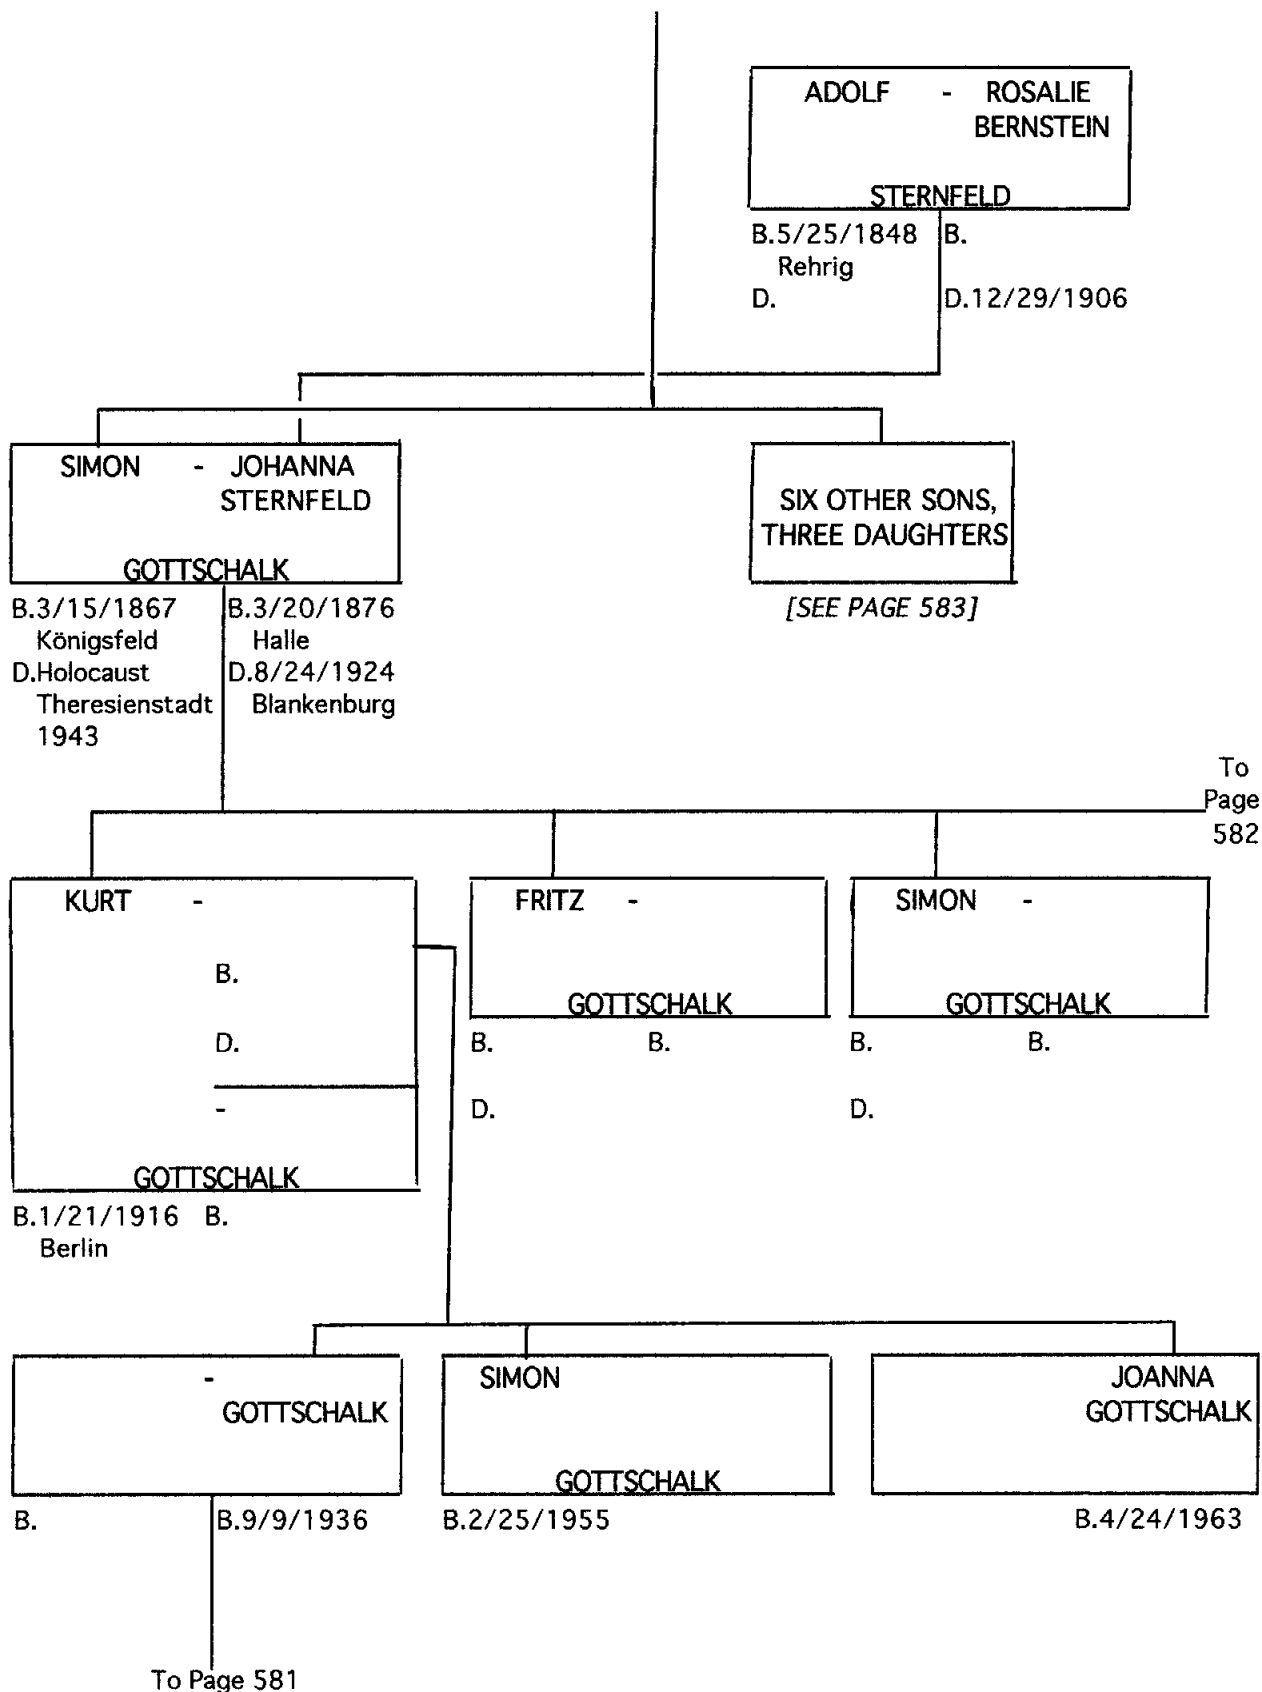 ADOLF - ROSALIE
BERNSTEIN
STERNFELD
B.5/25/1848 B.
Rehrig
D. D.12/29/1906
SIMON - JOHANNA
STERNFELD
GOTTSCHALK
B.3/15/1867 B.3/20/1876
Königsfeld Halle
D.Holocaust D.8/24/1924
Theresienstadt Blankenburg
1943
SIX OTHER SONS,
THREE DAUGHTERS
[SEE PAGE 583]
To
Page
582
KURT -
B.
D.
-
GOTTSCHALK
B.1/21/1916 B.
Berlin
FRITZ -
GOTTSCHALK
B. B.
D.
SIMON -
GOTTSCHALK
B. B.
D.
-
GOTTSCHALK
B. B.9/9/1936
To Page 581
SIMON
GOTTSCHALK
B.2/25/1955
JOANNA
GOTTSCHALK
B.4/24/1963